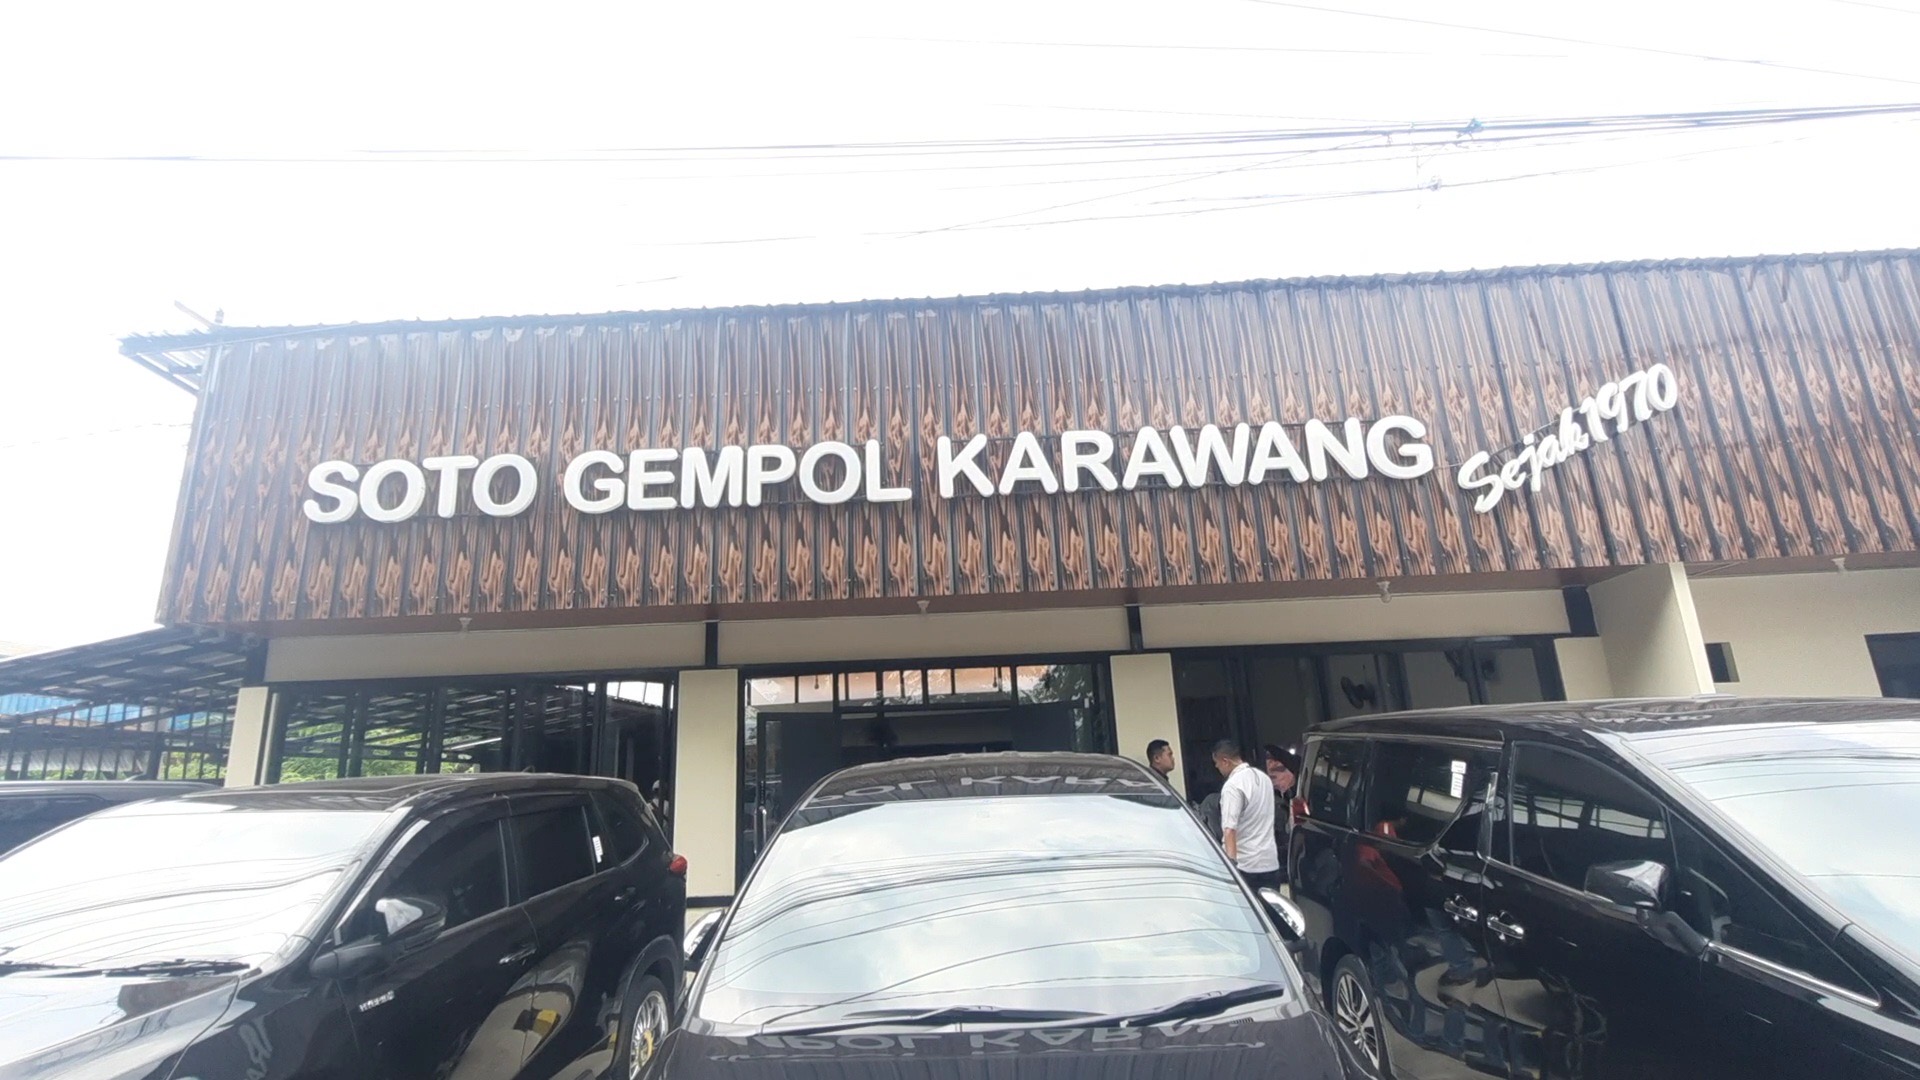 SOTO GEMPOL KARAWANG
Sejak 1970